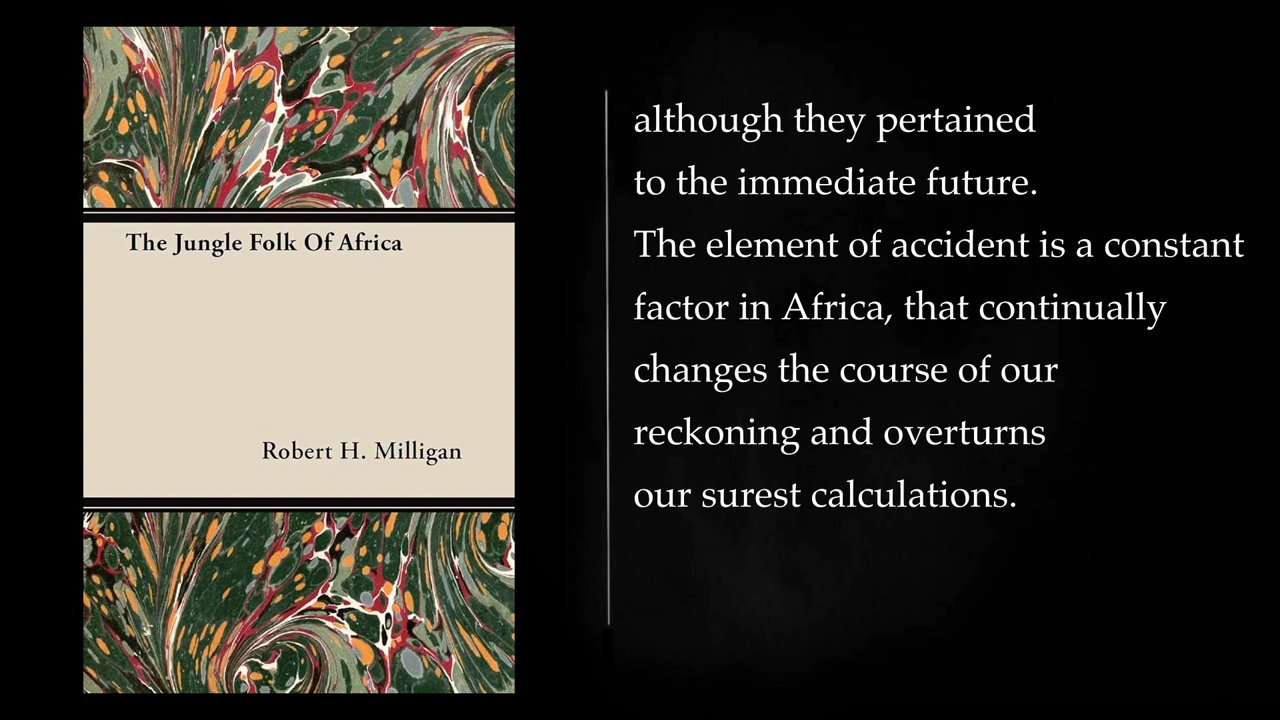 The Jungle Folk Of Africa
Robert H. Milligan
although they pertained
to the immediate future.
The element of accident is a constant
factor in Africa, that continually
changes the course of our
reckoning and overturns
our surest calculations.